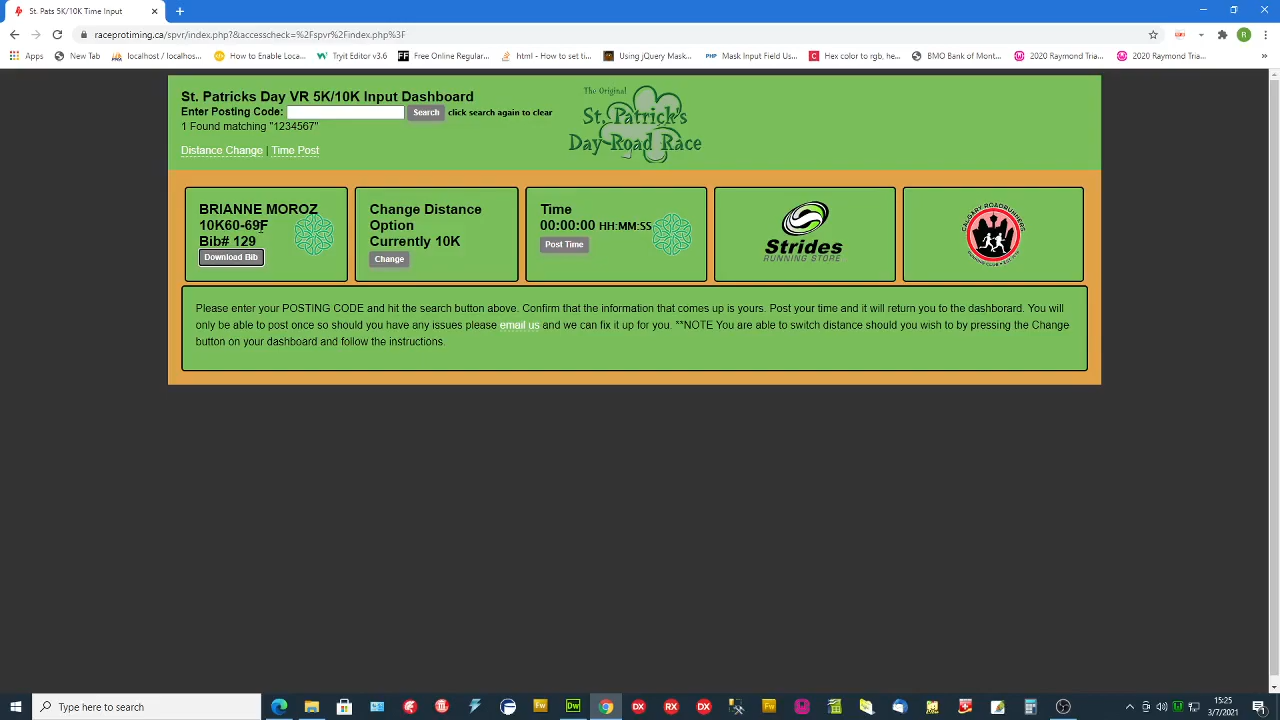 St. Pats 5K/10K Time Input
raceprotiming.ca/spvr/index.php?&accesscheck=%2Fspvr%2Findex.php%3F
R
Apps
New Tab
localhost / localhos...
How to Enable Loca...
Tryit Editor v3.6
Free Online Regular...
html - How to set ti...
Using jQuery Mask...
PHP
Mask Input Field Us...
Hex color to rgb, he...
BMO Bank of Mont...
2020 Raymond Tria...
2020 Raymond Tria...
St. Patricks Day VR 5K/10K Input Dashboard
Enter Posting Code:
Search
click search again to clear
1 Found matching "1234567"
Distance Change | Time Post
The Original
St. Patrick's
Day Road Race
BRIANNE MOROZ
10K60-69F
Bib# 129
Download Bib
Change Distance
Option
Currently 10K
Change
Time
00:00:00 HH:MM:SS
Post Time
Strides
RUNNING STORE
CALGARY ROADRUNNERS
Please enter your POSTING CODE and hit the search button above. Confirm that the information that comes up is yours. Post your time and it will return you to the dashborard. You will
only be able to post once so should you have any issues please email us and we can fix it up for you. **NOTE You are able to switch distance should you wish to by pressing the Change
button on your dashboard and follow the instructions.
Type here to search
15:25
3/7/2021